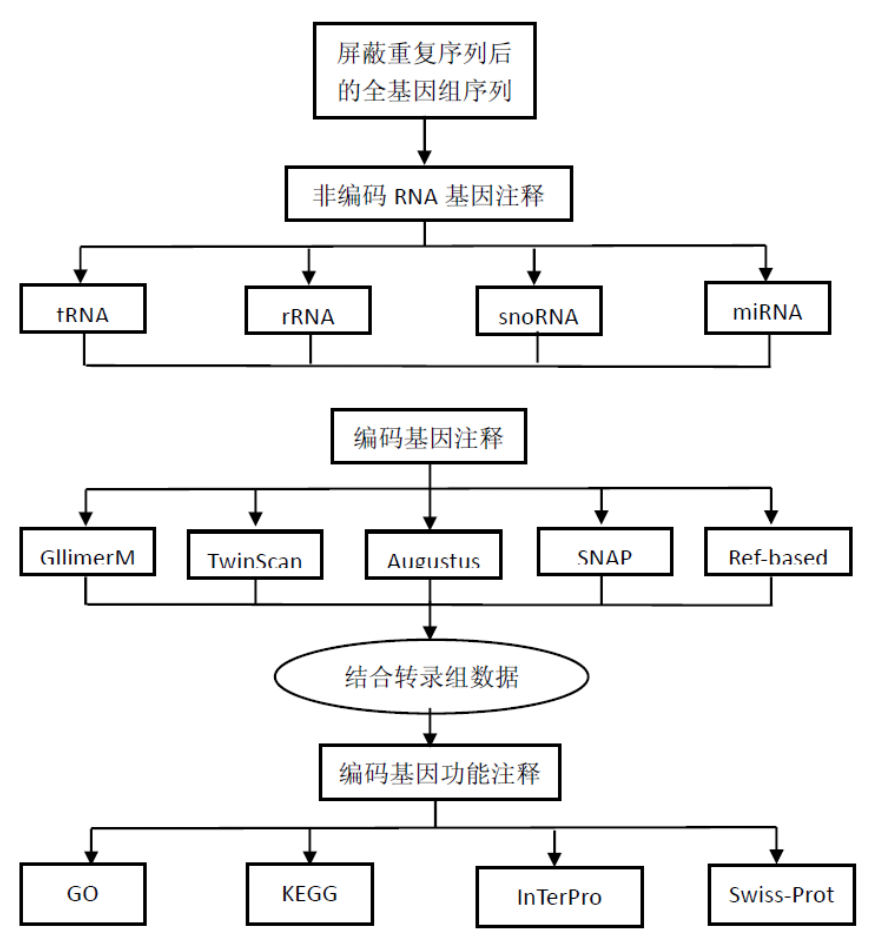 屏蔽重复序列后
的全基因组序列
非编码 RNA 基因注释
tRNA
rRNA
snoRNA
miRNA
编码基因注释
GllimerM
TwinScan
Augustus
SNAP
Ref-based
结合转录组数据
编码基因功能注释
GO
KEGG
InTerPro
Swiss-Prot